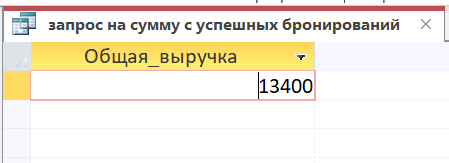 запрос на сумму с успешных бронирований
Общая_выручка
13400